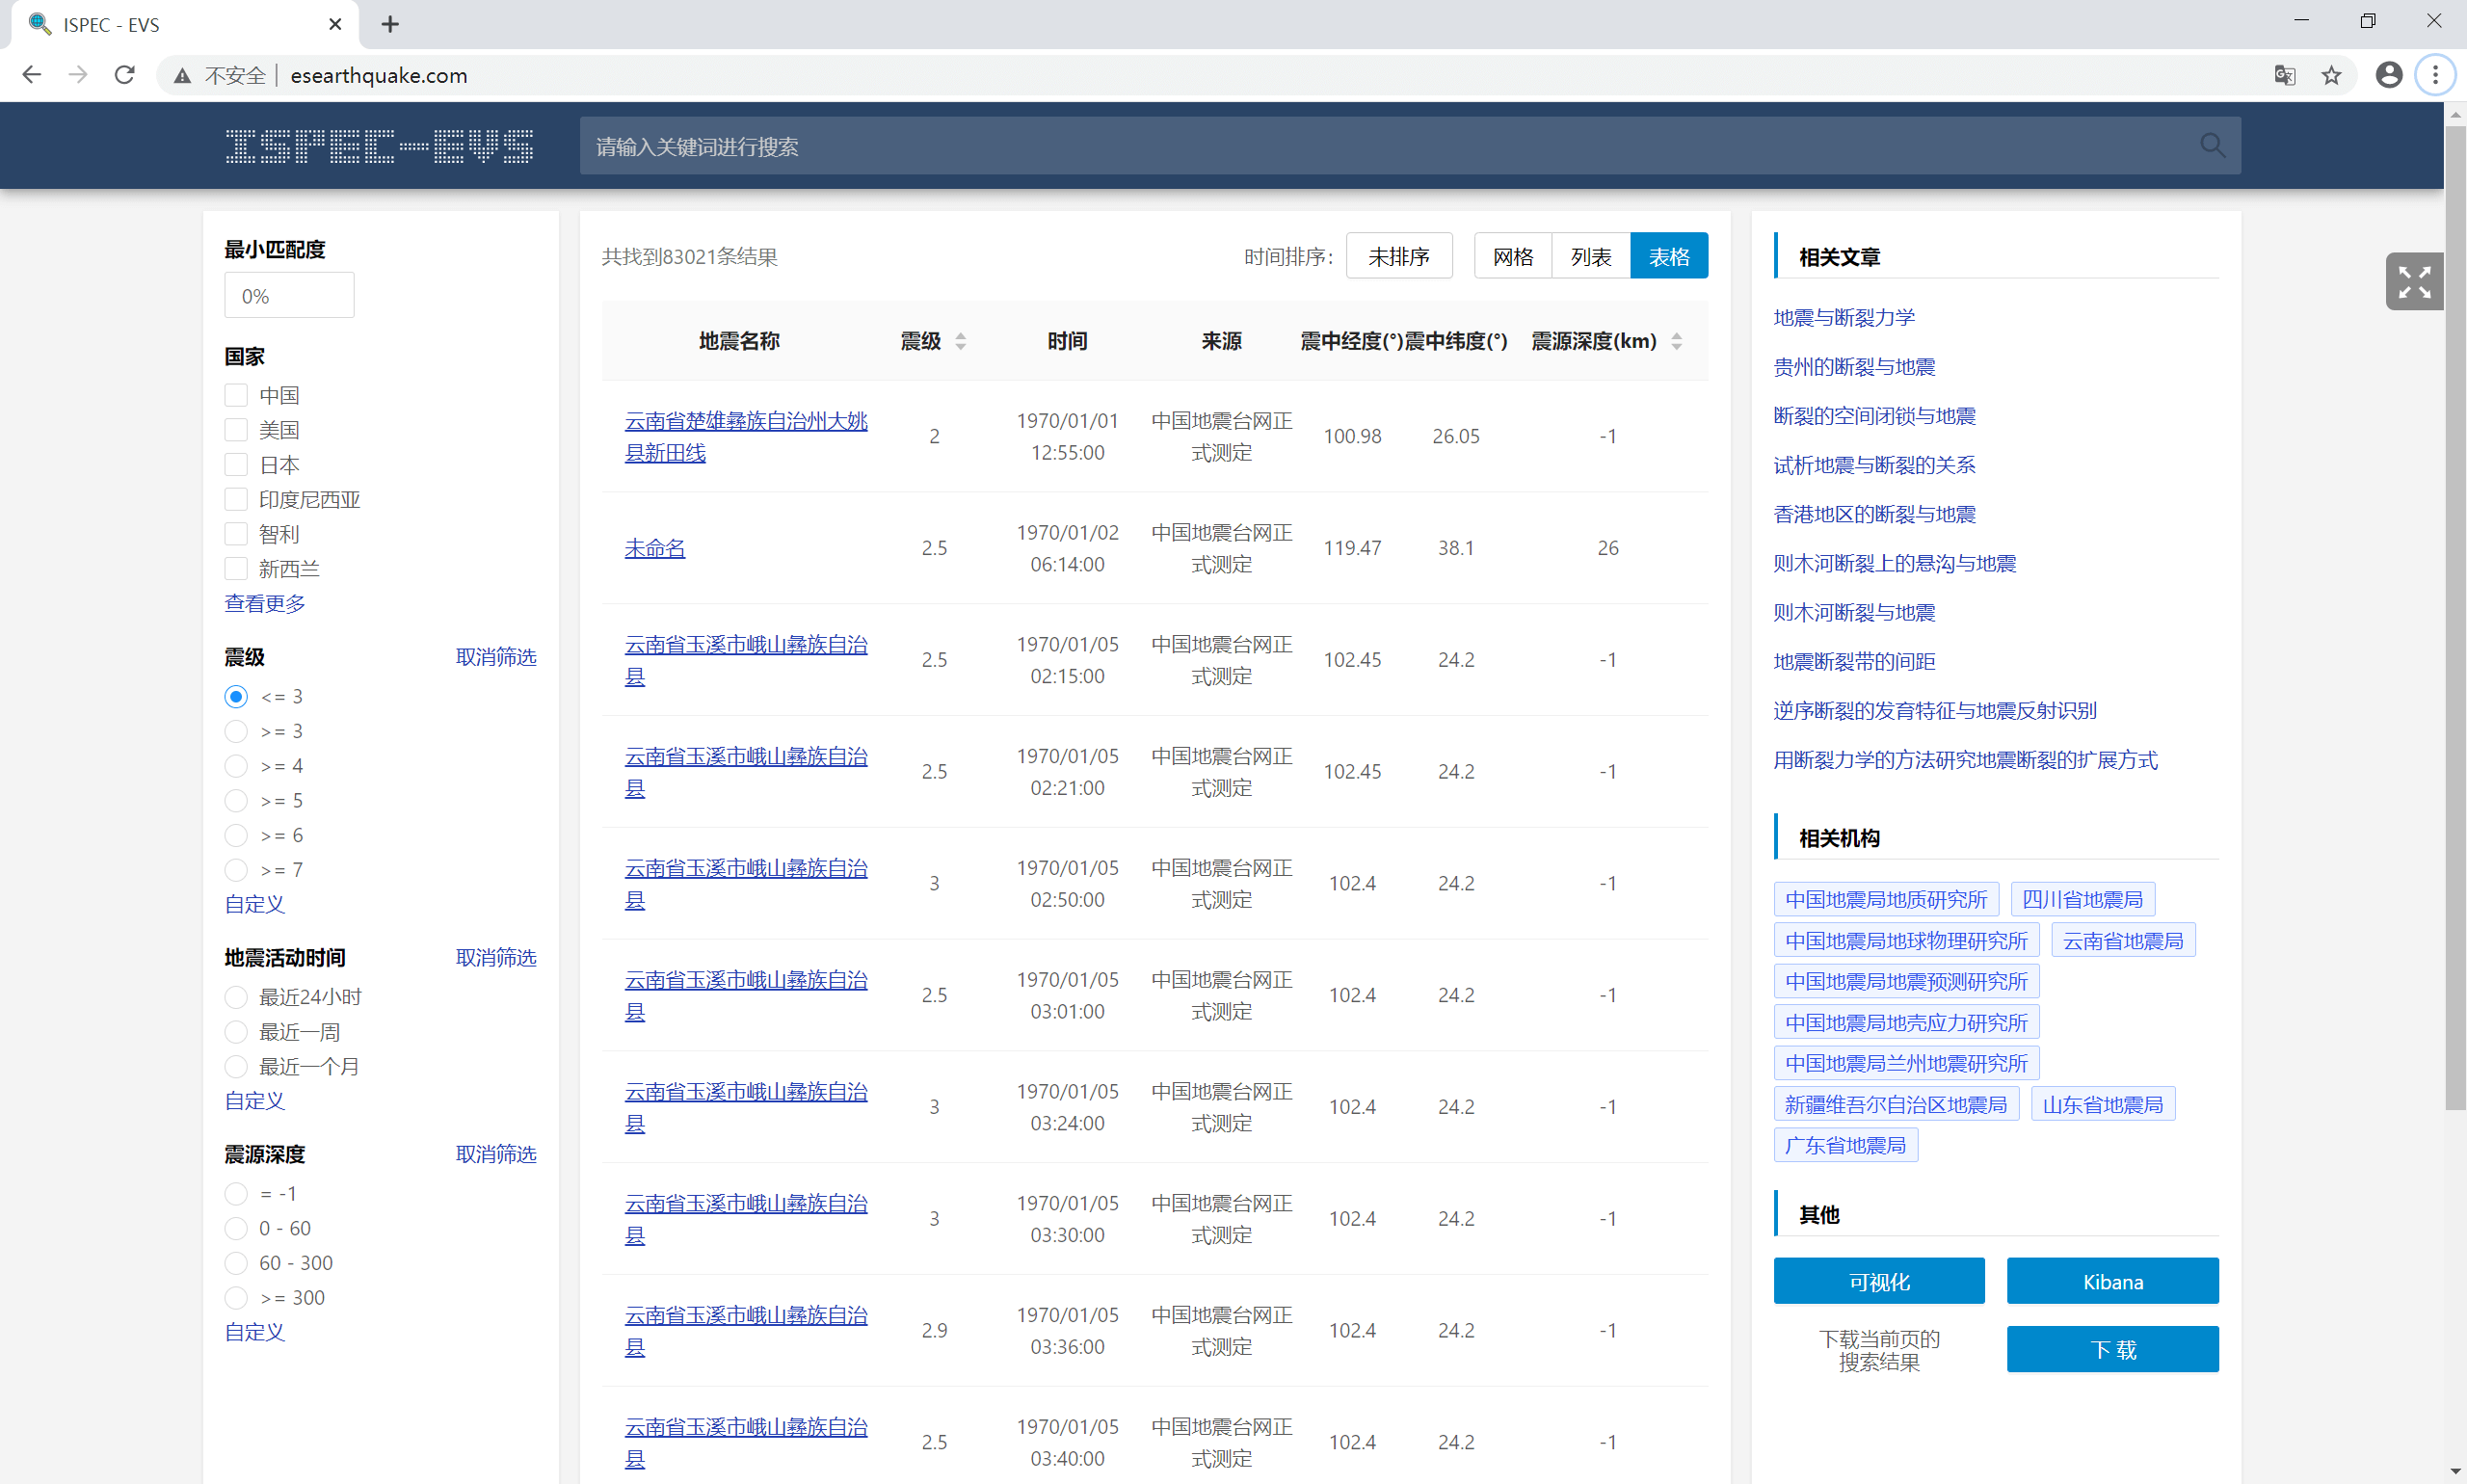 ISPEC - EVS
不安全
esearthquake.com
ISPEC-EVS
请输入关键词进行搜索
最小匹配度
0%
国家
中国
美国
日本
印度尼西亚
智利
新西兰
查看更多
震级
取消筛选
<= 3
>= 3
>= 4
>= 5
>= 6
>= 7
自定义
地震活动时间
取消筛选
最近24小时
最近一周
最近一个月
自定义
震源深度
取消筛选
= -1
0 - 60
60 - 300
>= 300
自定义
共找到83021条结果
时间排序:
未排序
网格
列表
表格
地震名称 震级 时间 来源 震中经度(°) 震中纬度(°) 震源深度(km)
云南省楚雄彝族自治州大姚
县新田线
2
1970/01/01
12:55:00
中国地震台网正
式测定
100.98
26.05
-1
未命名
2.5
1970/01/02
06:14:00
中国地震台网正
式测定
119.47
38.1
26
云南省玉溪市峨山彝族自治
县
2.5
1970/01/05
02:15:00
中国地震台网正
式测定
102.45
24.2
-1
云南省玉溪市峨山彝族自治
县
2.5
1970/01/05
02:21:00
中国地震台网正
式测定
102.45
24.2
-1
云南省玉溪市峨山彝族自治
县
3
1970/01/05
02:50:00
中国地震台网正
式测定
102.4
24.2
-1
云南省玉溪市峨山彝族自治
县
2.5
1970/01/05
03:01:00
中国地震台网正
式测定
102.4
24.2
-1
云南省玉溪市峨山彝族自治
县
3
1970/01/05
03:24:00
中国地震台网正
式测定
102.4
24.2
-1
云南省玉溪市峨山彝族自治
县
3
1970/01/05
03:30:00
中国地震台网正
式测定
102.4
24.2
-1
云南省玉溪市峨山彝族自治
县
2.9
1970/01/05
03:36:00
中国地震台网正
式测定
102.4
24.2
-1
云南省玉溪市峨山彝族自治
县
2.5
1970/01/05
03:40:00
中国地震台网正
式测定
102.4
24.2
-1
相关文章
地震与断裂力学
贵州的断裂与地震
断裂的空间闭锁与地震
试析地震与断裂的关系
香港地区的断裂与地震
则木河断裂上的悬沟与地震
则木河断裂与地震
地震断裂带的间距
逆序断裂的发育特征与地震反射识别
用断裂力学的方法研究地震断裂的扩展方式
相关机构
中国地震局地质研究所
四川省地震局
中国地震局地球物理研究所
云南省地震局
中国地震局地震预测研究所
中国地震局地壳应力研究所
中国地震局兰州地震研究所
新疆维吾尔自治区地震局
山东省地震局
广东省地震局
其他
可视化
Kibana
下载当前页的
搜索结果
下 载